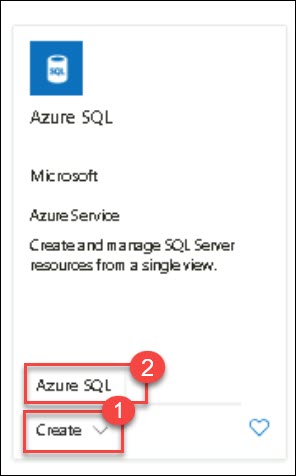 SQL
Azure SQL
Microsoft
Azure Service
Create and manage SQL Server
resources from a single view.
2
Azure SQL
1
Create